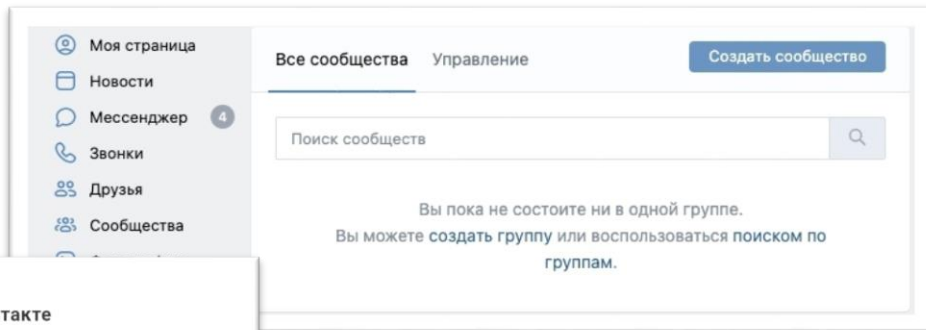 Моя страница
Новости
Мессенджер 4
Звонки
Друзья
Сообщества
Все сообщества Управление Создать сообщество
Поиск сообществ
Вы пока не состоите ни в одной группе.
Вы можете создать группу или воспользоваться поиском по
группам.
такте